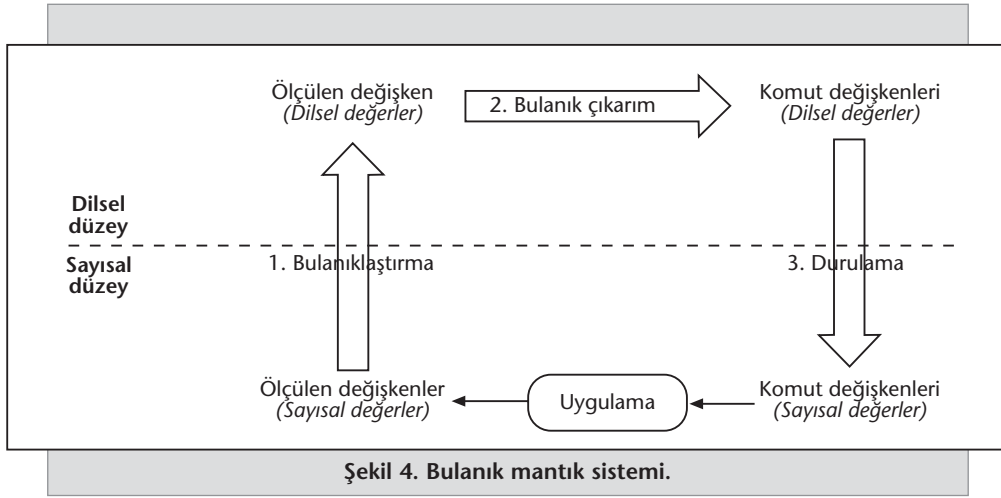 Ölçülen değişken
(Dilsel değerler)
2. Bulanık çıkarım
Komut değişkenleri
(Dilsel değerler)
Dilsel
düzey
Sayısal
düzey
1. Bulanıklaştırma
3. Durulama
Ölçülen değişkenler
(Sayısal değerler)
Uygulama
Komut değişkenleri
(Sayısal değerler)
Şekil 4. Bulanık mantık sistemi.